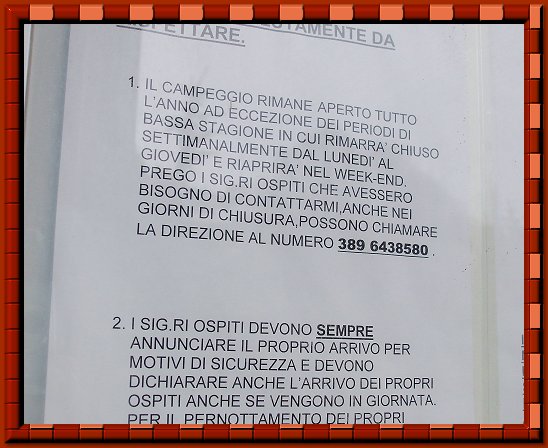 RISPETTARE.
TAMENTE DA
1. IL CAMPEGGIO RIMANE APERTO TUTTO
L'ANNO AD ECCEZIONE DEI PERIODI DI
BASSA STAGIONE IN CUI RIMARRA' CHIUSO
SETTIMANALMENTE DAL LUNEDI' AL
GIOVEDI' E RIAPRIRA' NEL WEEK-END.
PREGO I SIG.RI OSPITI CHE AVESSERO
BISOGNO DI CONTATTARMI,ANCHE NEI
GIORNI DI CHIUSURA,POSSONO CHIAMARE
LA DIREZIONE AL NUMERO 389 6438580 .
2. I SIG.RI OSPITI DEVONO SEMPRE
ANNUNCIARE IL PROPRIO ARRIVO PER
MOTIVI DI SICUREZZA E DEVONO
DICHIARARE ANCHE L'ARRIVO DEI PROPRI
OSPITI ANCHE SE VENGONO IN GIORNATA.
PER IL PERNOTTAMENTO DEI PROPRI